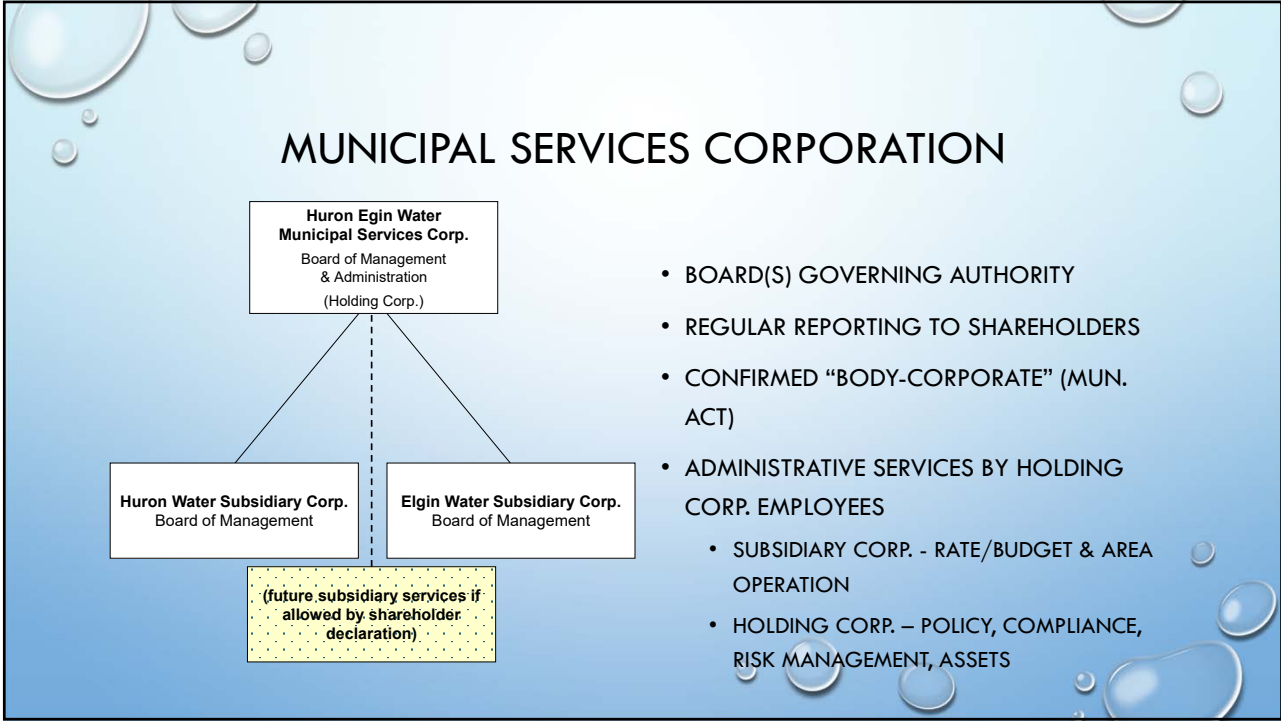 MUNICIPAL SERVICES CORPORATION
Huron Egin Water
Municipal Services Corp.
Board of Management
& Administration
(Holding Corp.)
Huron Water Subsidiary Corp.
Board of Management
Elgin Water Subsidiary Corp.
Board of Management
(future subsidiary services if
allowed by shareholder
declaration)
• BOARD(S) GOVERNING AUTHORITY
• REGULAR REPORTING TO SHAREHOLDERS
• CONFIRMED “BODY-CORPORATE” (MUN.
ACT)
• ADMINISTRATIVE SERVICES BY HOLDING
CORP. EMPLOYEES
• SUBSIDIARY CORP. - RATE/BUDGET & AREA
OPERATION
• HOLDING CORP. – POLICY, COMPLIANCE,
RISK MANAGEMENT, ASSETS